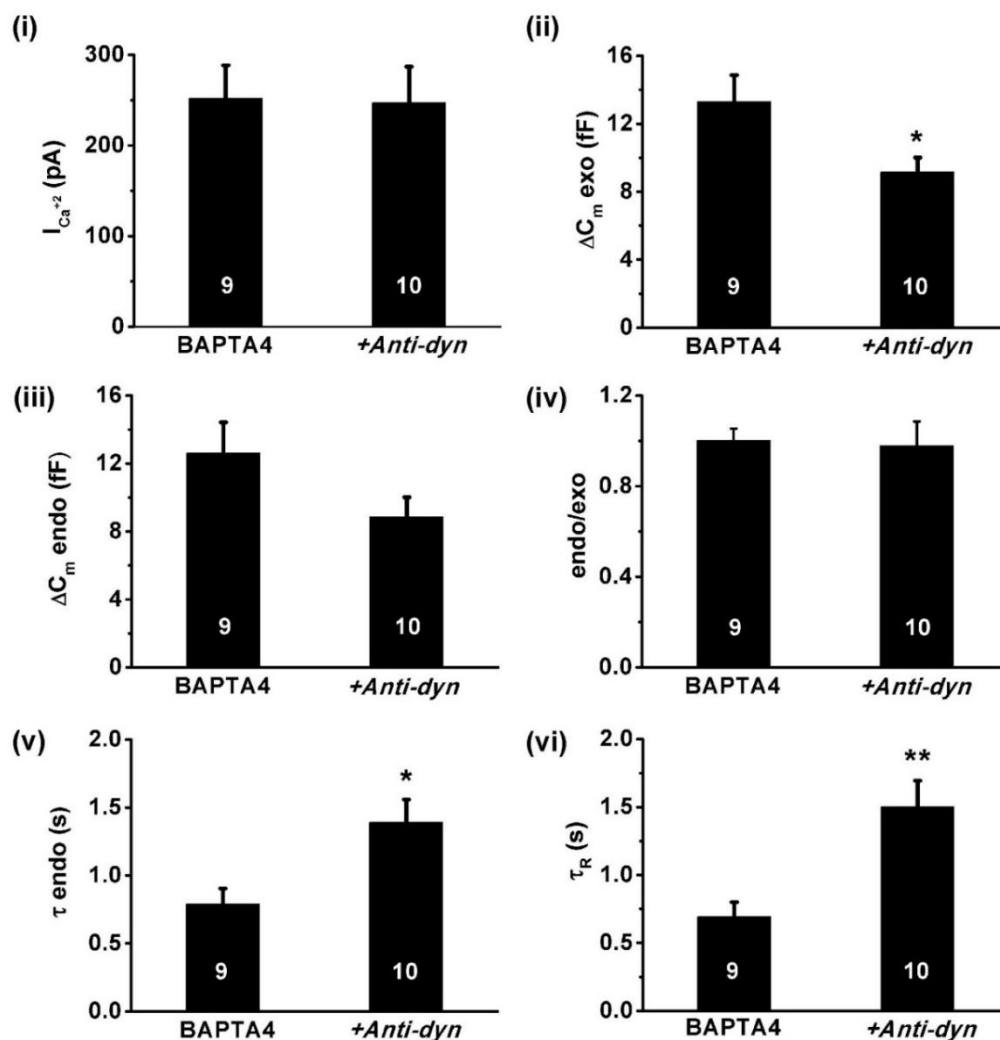 (i)
300
200
100
0
I_Ca+2 (pA)
9
10
BAPTA4
+Anti-dyn
(ii)
16
12
8
4
0
ΔC_m exo (fF)
*
9
10
BAPTA4
+Anti-dyn
(iii)
16
12
8
4
0
ΔC_m endo (fF)
9
10
BAPTA4
+Anti-dyn
(iv)
1.2
0.8
0.4
0.0
endo/exo
9
10
BAPTA4
+Anti-dyn
(v)
2.0
1.5
1.0
0.5
0.0
τ endo (s)
*
9
10
BAPTA4
+Anti-dyn
(vi)
2.0
1.5
1.0
0.5
0.0
τ_R (s)
**
9
10
BAPTA4
+Anti-dyn